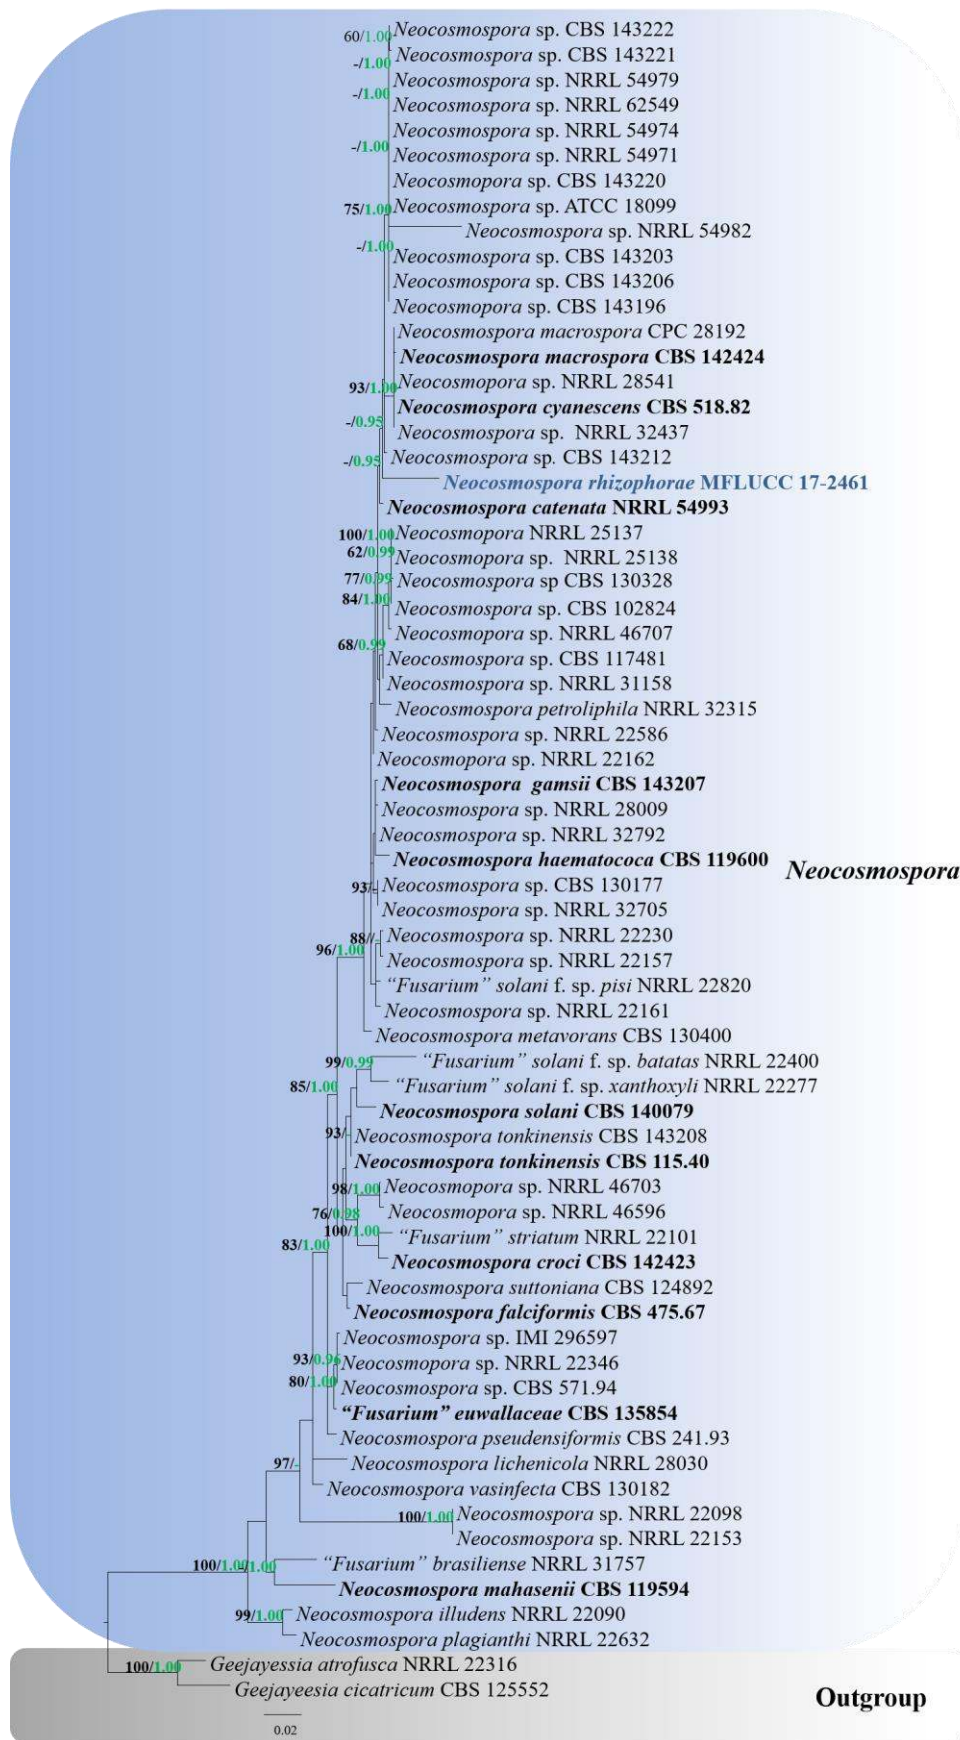 Neocosmospora sp. CBS 143222
60/1.00
Neocosmospora sp. CBS 143221
-/1.00
Neocosmospora sp. NRRL 54979
-/1.00
Neocosmospora sp. NRRL 62549
Neocosmospora sp. NRRL 54974
-/1.00
Neocosmospora sp. NRRL 54971
Neocosmopora sp. CBS 143220
Neocosmospora sp. ATCC 18099
75/1.00
Neocosmospora sp. NRRL 54982
-/1.00
Neocosmospora sp. CBS 143203
Neocosmospora sp. CBS 143206
Neocosmopora sp. CBS 143196
Neocosmospora macrospora CPC 28192
Neocosmospora macrospora CBS 142424
Neocosmopora sp. NRRL 28541
93/1.00
Neocosmospora cyanescens CBS 518.82
-/0.95
Neocosmospora sp. NRRL 32437
Neocosmospora sp. CBS 143212
-/0.95
Neocosmospora rhizophorae MFLUCC 17-2461
Neocosmospora catenata NRRL 54993
Neocosmopora NRRL 25137
100/1.00
62/0.99
Neocosmospora sp. NRRL 25138
77/0.99
Neocosmospora sp CBS 130328
84/1.00
Neocosmospora sp. CBS 102824
Neocosmopora sp. NRRL 46707
68/0.99
Neocosmospora sp. CBS 117481
Neocosmospora sp. NRRL 31158
Neocosmospora petroliphila NRRL 32315
Neocosmospora sp. NRRL 22586
Neocosmopora sp. NRRL 22162
Neocosmospora gamsii CBS 143207
Neocosmospora sp. NRRL 28009
Neocosmospora sp. NRRL 32792
Neocosmospora haematococa CBS 119600
Neocosmospora
93/-
Neocosmospora sp. CBS 130177
Neocosmospora sp. NRRL 32705
88//-
Neocosmospora sp. NRRL 22230
96/1.00
Neocosmospora sp. NRRL 22157
“Fusarium” solani f. sp. pisi NRRL 22820
Neocosmospora sp. NRRL 22161
Neocosmospora metavorans CBS 130400
99/0.99
“Fusarium” solani f. sp. batatas NRRL 22400
85/1.00
“Fusarium” solani f. sp. xanthoxyli NRRL 22277
Neocosmospora solani CBS 140079
93/-
Neocosmospora tonkinensis CBS 143208
Neocosmospora tonkinensis CBS 115.40
98/1.00
Neocosmopora sp. NRRL 46703
76/0.98
Neocosmopora sp. NRRL 46596
100/1.00
“Fusarium” striatum NRRL 22101
83/1.00
Neocosmospora croci CBS 142423
Neocosmospora suttoniana CBS 124892
Neocosmospora falciformis CBS 475.67
Neocosmospora sp. IMI 296597
93/0.96
Neocosmopora sp. NRRL 22346
80/1.00
Neocosmospora sp. CBS 571.94
“Fusarium” euwallaceae CBS 135854
Neocosmospora pseudensiformis CBS 241.93
97/-
Neocosmospora lichenicola NRRL 28030
Neocosmospora vasinfecta CBS 130182
100/1.00
Neocosmospora sp. NRRL 22098
Neocosmospora sp. NRRL 22153
100/1.00
-/1.00
“Fusarium” brasiliense NRRL 31757
Neocosmospora mahasenii CBS 119594
99/1.00
Neocosmospora illudens NRRL 22090
Neocosmospora plagianthi NRRL 22632
100/1.00
Geejayessia atrofusca NRRL 22316
Geejayeesia cicatricum CBS 125552
Outgroup
0.02